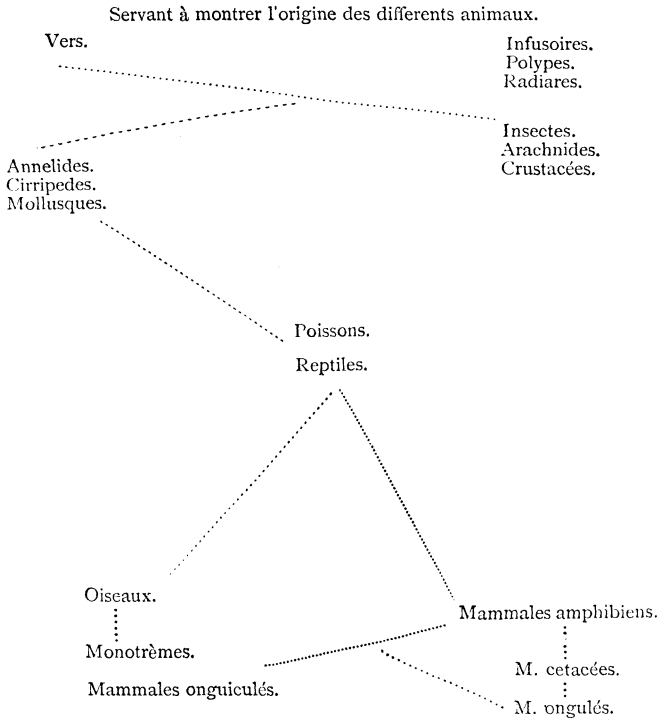 Servant à montrer l'origine des differents animaux.
Vers.
Infusoires.
Polypes.
Radiares.
Insectes.
Arachnides.
Crustacées.
Annelides.
Cirripedes.
Mollusques.
Poissons.
Reptiles.
Oiseaux.
Monotrèmes.
Mammales onguiculés.
Mammales amphibiens.
M. cetacées.
M. ongulés.